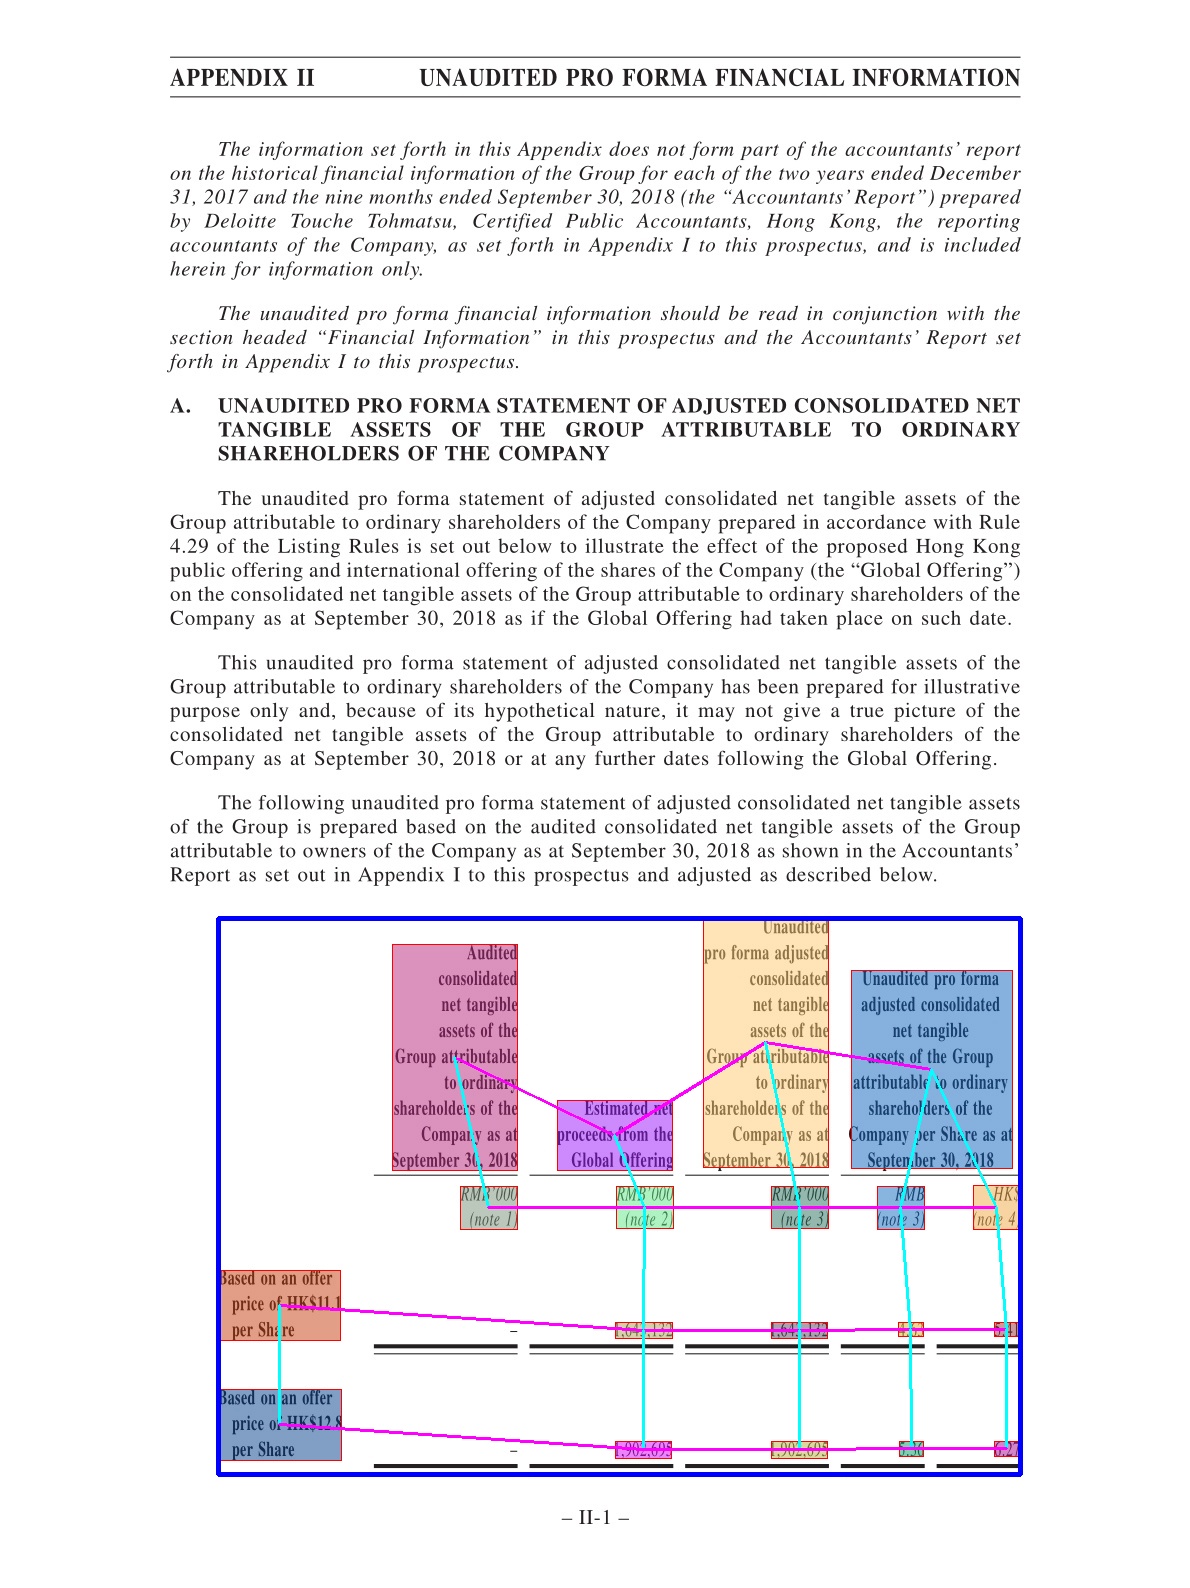 APPENDIX II UNAUDITED PRO FORMA FINANCIAL INFORMATION
The information set forth in this Appendix does not form part of the accountants’ report
on the historical financial information of the Group for each of the two years ended December
31, 2017 and the nine months ended September 30, 2018 (the “Accountants’ Report”) prepared
by Deloitte Touche Tohmatsu, Certified Public Accountants, Hong Kong, the reporting
accountants of the Company, as set forth in Appendix I to this prospectus, and is included
herein for information only.
The unaudited pro forma financial information should be read in conjunction with the
section headed “Financial Information” in this prospectus and the Accountants’ Report set
forth in Appendix I to this prospectus.
A. UNAUDITED PRO FORMA STATEMENT OF ADJUSTED CONSOLIDATED NET
TANGIBLE ASSETS OF THE GROUP ATTRIBUTABLE TO ORDINARY
SHAREHOLDERS OF THE COMPANY
The unaudited pro forma statement of adjusted consolidated net tangible assets of the
Group attributable to ordinary shareholders of the Company prepared in accordance with Rule
4.29 of the Listing Rules is set out below to illustrate the effect of the proposed Hong Kong
public offering and international offering of the shares of the Company (the “Global Offering”)
on the consolidated net tangible assets of the Group attributable to ordinary shareholders of the
Company as at September 30, 2018 as if the Global Offering had taken place on such date.
This unaudited pro forma statement of adjusted consolidated net tangible assets of the
Group attributable to ordinary shareholders of the Company has been prepared for illustrative
purpose only and, because of its hypothetical nature, it may not give a true picture of the
consolidated net tangible assets of the Group attributable to ordinary shareholders of the
Company as at September 30, 2018 or at any further dates following the Global Offering.
The following unaudited pro forma statement of adjusted consolidated net tangible assets
of the Group is prepared based on the audited consolidated net tangible assets of the Group
attributable to owners of the Company as at September 30, 2018 as shown in the Accountants’
Report as set out in Appendix I to this prospectus and adjusted as described below.
Audited
consolidated
net tangible
assets of the
Group attributable
to ordinary
shareholders of the
Company as at
September 30, 2018
Estimated net
proceeds from the
Global Offering
Unaudited
pro forma adjusted
consolidated
net tangible
assets of the
Group attributable
to ordinary
shareholders of the
Company as at
September 30, 2018
Unaudited pro forma
adjusted consolidated
net tangible
assets of the Group
attributable to ordinary
shareholders of the
Company per Share as at
September 30, 2018
RMB’000 RMB’000 RMB’000 RMB HK$
(note 1) (note 2) (note 3) (note 3) (note 4
Based on an offer
price of HK$11.1
per Share –
Based on an offer
price of HK$12.8
per Share – 1,902,695 1,902,695
– II-1 –